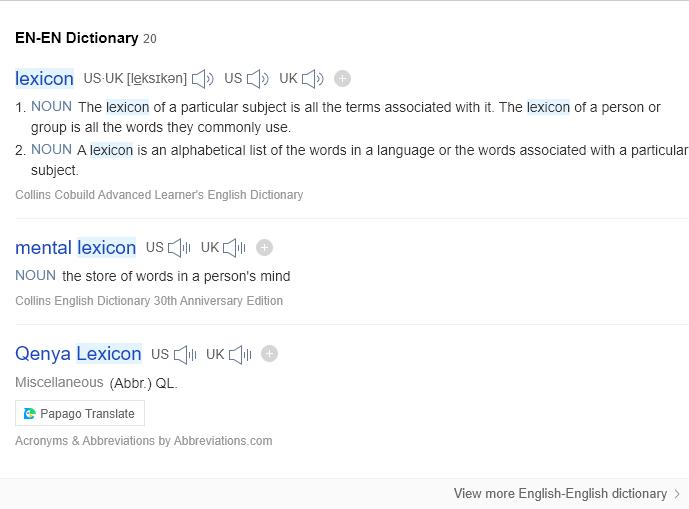 EN-EN Dictionary 20
lexicon US·UK [leksɪkən] US UK
1. NOUN The lexicon of a particular subject is all the terms associated with it. The lexicon of a person or
group is all the words they commonly use.
2. NOUN A lexicon is an alphabetical list of the words in a language or the words associated with a particular
subject.
Collins Cobuild Advanced Learner's English Dictionary
mental lexicon US UK
NOUN the store of words in a person's mind
Collins English Dictionary 30th Anniversary Edition
Qenya Lexicon US UK
Miscellaneous (Abbr.) QL.
Papago Translate
Acronyms & Abbreviations by Abbreviations.com
View more English-English dictionary